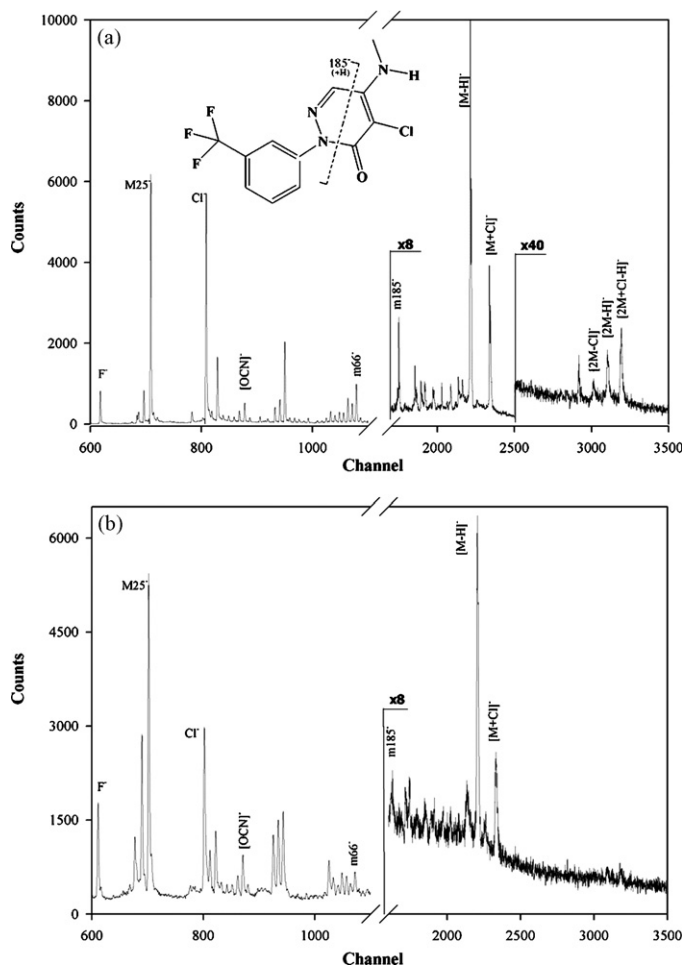 (a)
Counts
10000
8000
6000
4000
2000
0
600
800
1000
2000
2500
3000
3500
Channel
F⁻
M25⁻
Cl⁻
[OCN]⁻
m66⁻
x8
m185⁻
[M-H]⁻
[M+Cl]⁻
x40
[2M-Cl]⁻
[2M-H]⁻
[2M+Cl-H]⁻
185⁻
(+H)
N
H
N
N
Cl
O
F
F
F
(b)
Counts
6000
4500
3000
1500
0
600
800
1000
2000
2500
3000
3500
Channel
F⁻
M25⁻
Cl⁻
[OCN]⁻
m66⁻
x8
m185⁻
[M-H]⁻
[M+Cl]⁻